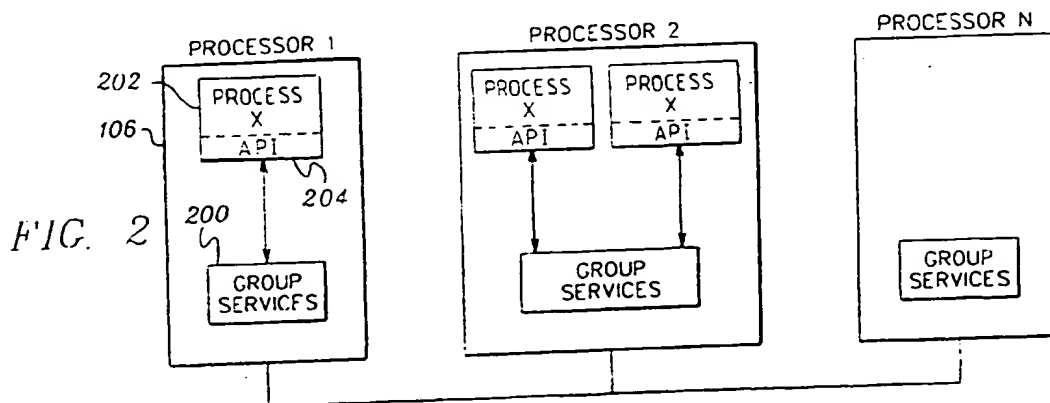 PROCESSOR 1
PROCESSOR 2
PROCESSOR N
202
PROCESS
X
API
PROCESS
X
API
PROCESS
X
API
106
204
200
FIG. 2
GROUP
SERVICES
GROUP
SERVICES
GROUP
SERVICES